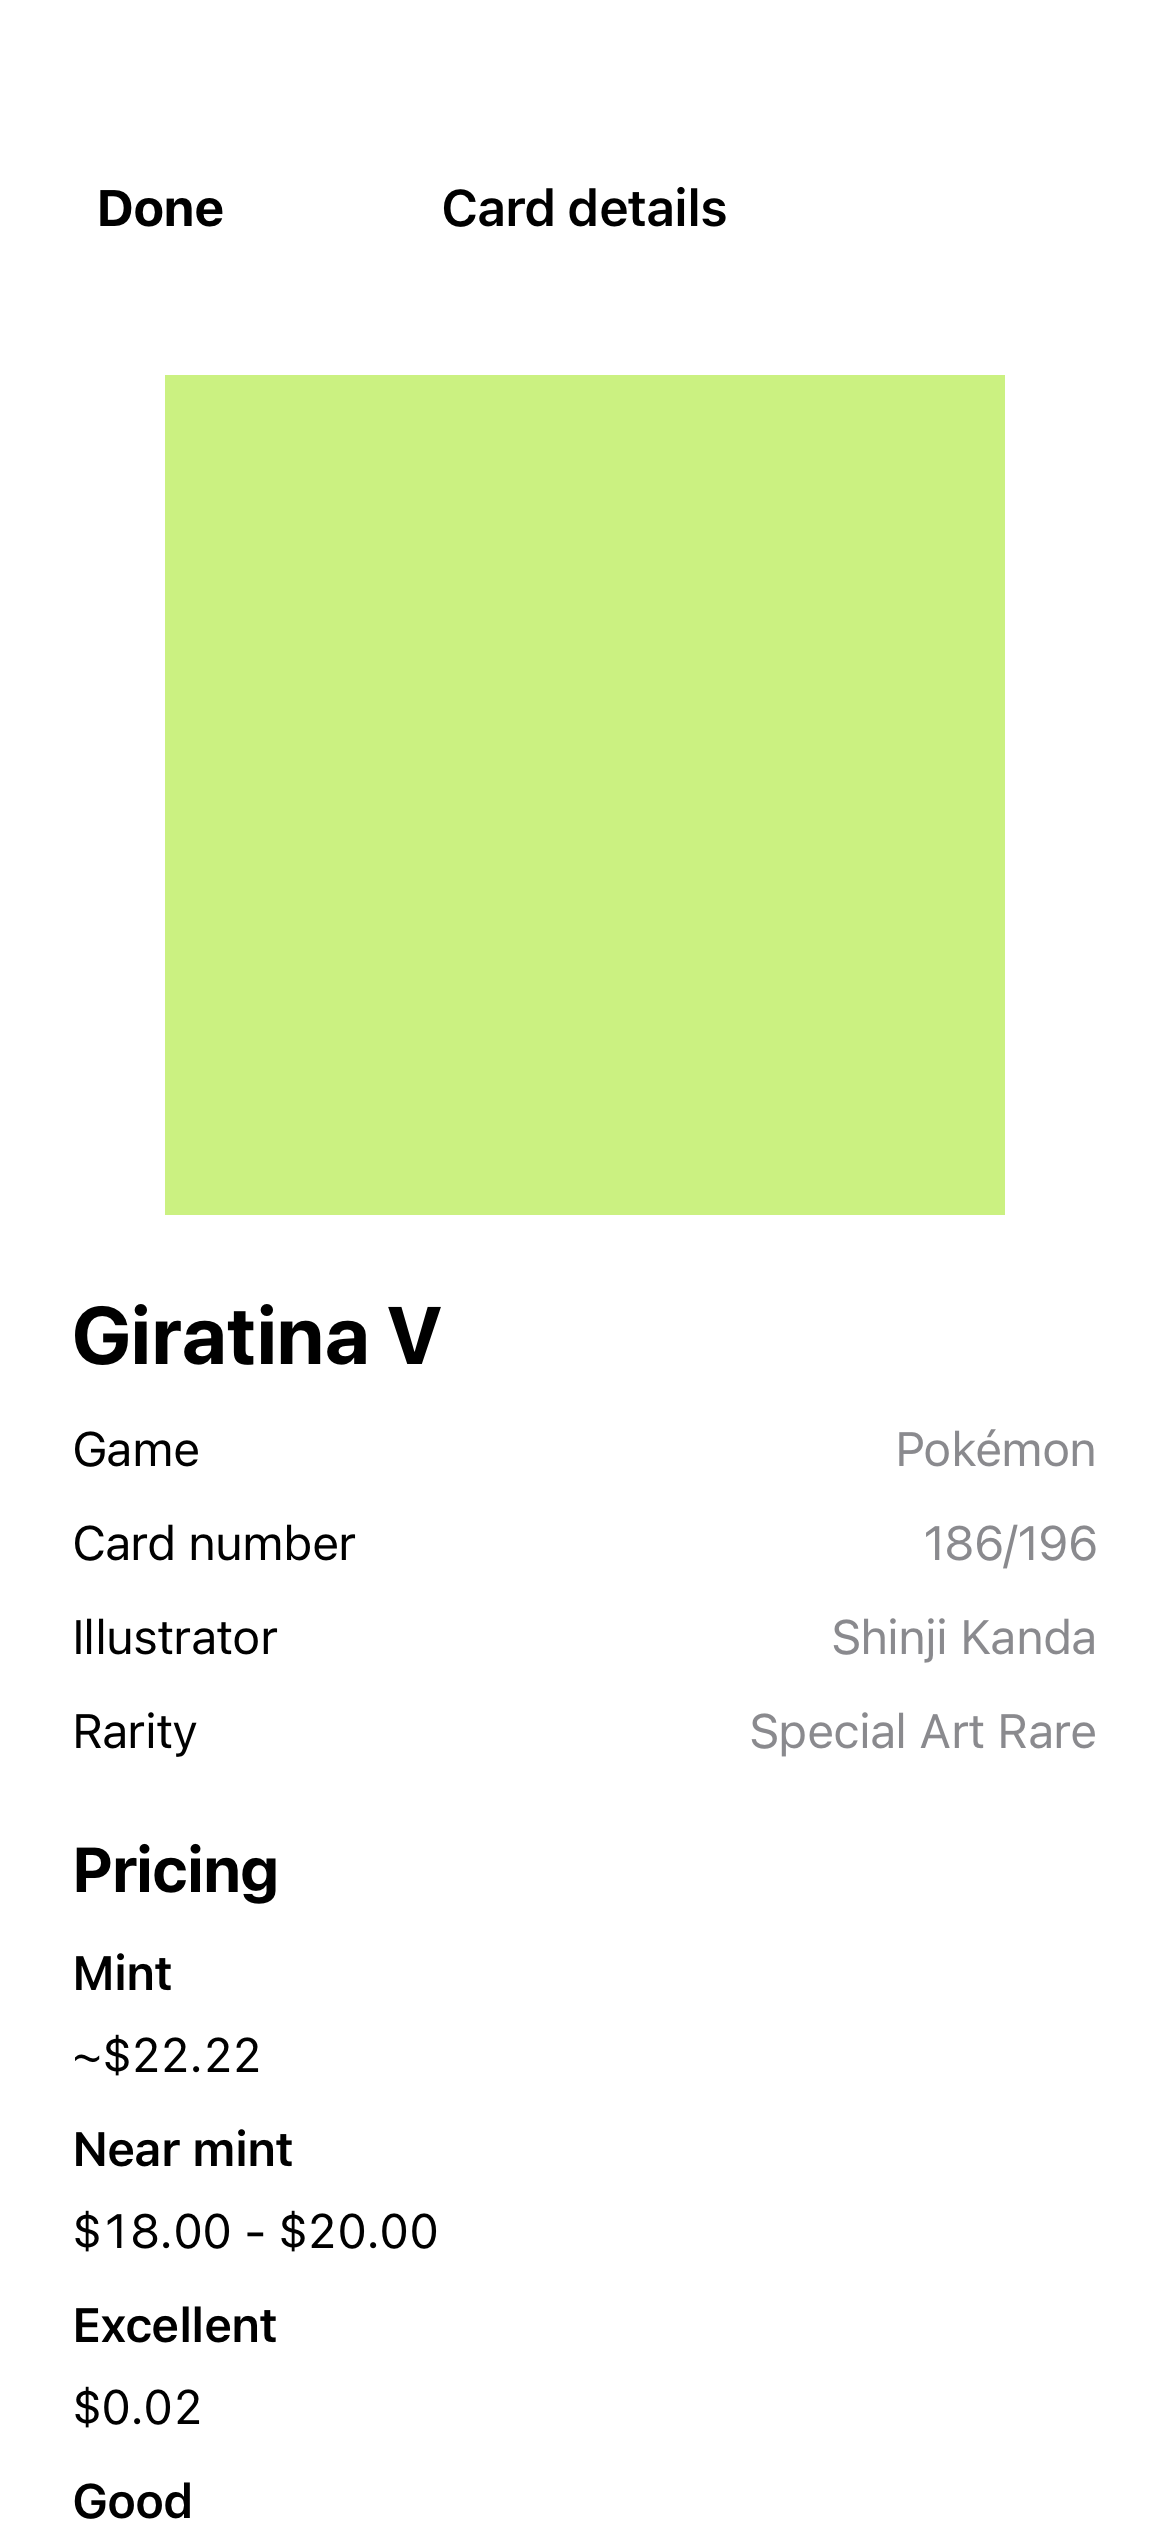 Done
Card details
Giratina V
Game Pokémon
Card number 186/196
Illustrator Shinji Kanda
Rarity Special Art Rare
Pricing
Mint
~$22.22
Near mint
$18.00 - $20.00
Excellent
$0.02
Good